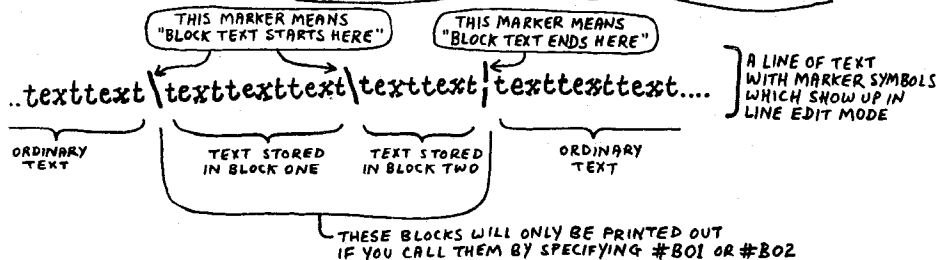 THIS MARKER MEANS
"BLOCK TEXT STARTS HERE"
THIS MARKER MEANS
"BLOCK TEXT ENDS HERE"
..texttext\texttexttext\texttext¦texttexttext....
A LINE OF TEXT
WITH MARKER SYMBOLS
WHICH SHOW UP IN
LINE EDIT MODE
ORDINARY
TEXT
TEXT STORED
IN BLOCK ONE
TEXT STORED
IN BLOCK TWO
ORDINARY
TEXT
THESE BLOCKS WILL ONLY BE PRINTED OUT
IF YOU CALL THEM BY SPECIFYING #B01 OR #B02